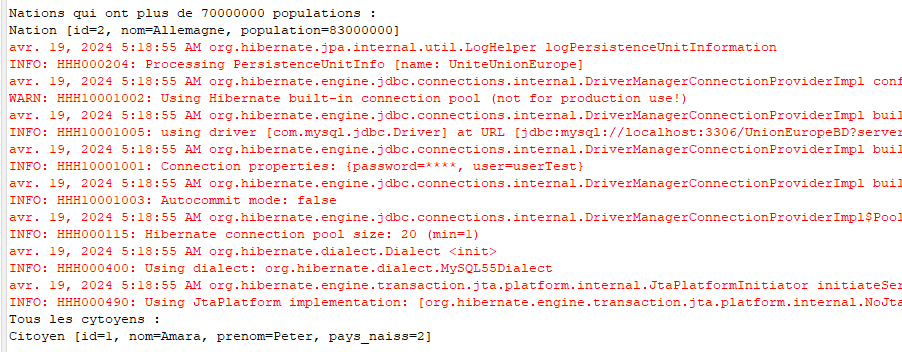 Nations qui ont plus de 70000000 populations :
Nation [id=2, nom=Allemagne, population=83000000]
avr. 19, 2024 5:18:55 AM org.hibernate.jpa.internal.util.LogHelper logPersistenceUnitInformation
INFO: HHH000204: Processing PersistenceUnitInfo [name: UniteUnionEurope]
avr. 19, 2024 5:18:55 AM org.hibernate.engine.jdbc.connections.internal.DriverManagerConnectionProviderImpl conf
WARN: HHH10001002: Using Hibernate built-in connection pool (not for production use!)
avr. 19, 2024 5:18:55 AM org.hibernate.engine.jdbc.connections.internal.DriverManagerConnectionProviderImpl buil
INFO: HHH10001005: using driver [com.mysql.jdbc.Driver] at URL [jdbc:mysql://localhost:3306/UnionEuropeBD?server
avr. 19, 2024 5:18:55 AM org.hibernate.engine.jdbc.connections.internal.DriverManagerConnectionProviderImpl buil
INFO: HHH10001001: Connection properties: {password=****, user=userTest}
avr. 19, 2024 5:18:55 AM org.hibernate.engine.jdbc.connections.internal.DriverManagerConnectionProviderImpl buil
INFO: HHH10001003: Autocommit mode: false
avr. 19, 2024 5:18:55 AM org.hibernate.engine.jdbc.connections.internal.DriverManagerConnectionProviderImpl$Pool
INFO: HHH000115: Hibernate connection pool size: 20 (min=1)
avr. 19, 2024 5:18:55 AM org.hibernate.dialect.Dialect <init>
INFO: HHH000400: Using dialect: org.hibernate.dialect.MySQL55Dialect
avr. 19, 2024 5:18:55 AM org.hibernate.engine.transaction.jta.platform.internal.JtaPlatformInitiator initiateSer
INFO: HHH000490: Using JtaPlatform implementation: [org.hibernate.engine.transaction.jta.platform.internal.NoJta
Tous les cytoyens :
Citoyen [id=1, nom=Amara, prenom=Peter, pays_naiss=2]